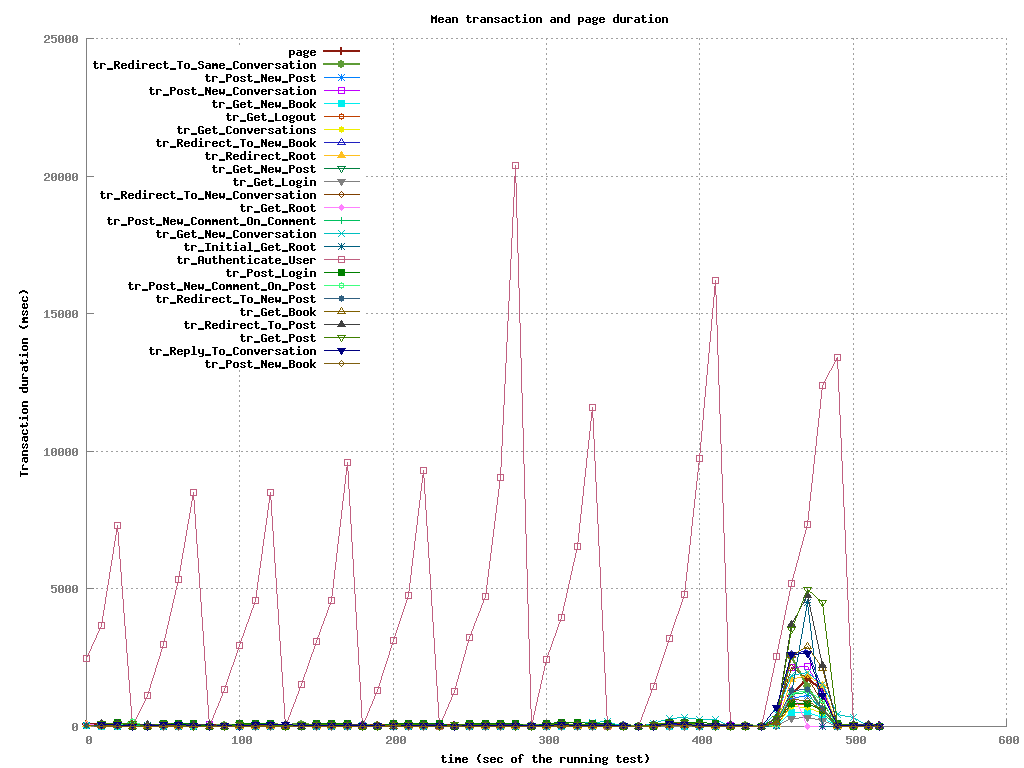 Mean transaction and page duration
25000
20000
15000
10000
5000
0
Transaction duration (msec)
page
tr_Redirect_To_Same_Conversation
tr_Post_New_Post
tr_Post_New_Conversation
tr_Get_New_Book
tr_Get_Logout
tr_Get_Conversations
tr_Redirect_To_New_Book
tr_Redirect_Root
tr_Get_New_Post
tr_Get_Login
tr_Redirect_To_New_Conversation
tr_Get_Root
tr_Post_New_Comment_On_Comment
tr_Get_New_Conversation
tr_Initial_Get_Root
tr_Authenticate_User
tr_Post_Login
tr_Post_New_Comment_On_Post
tr_Redirect_To_New_Post
tr_Get_Book
tr_Redirect_To_Post
tr_Get_Post
tr_Reply_To_Conversation
tr_Post_New_Book
0 100 200 300 400 500 600
time (sec of the running test)